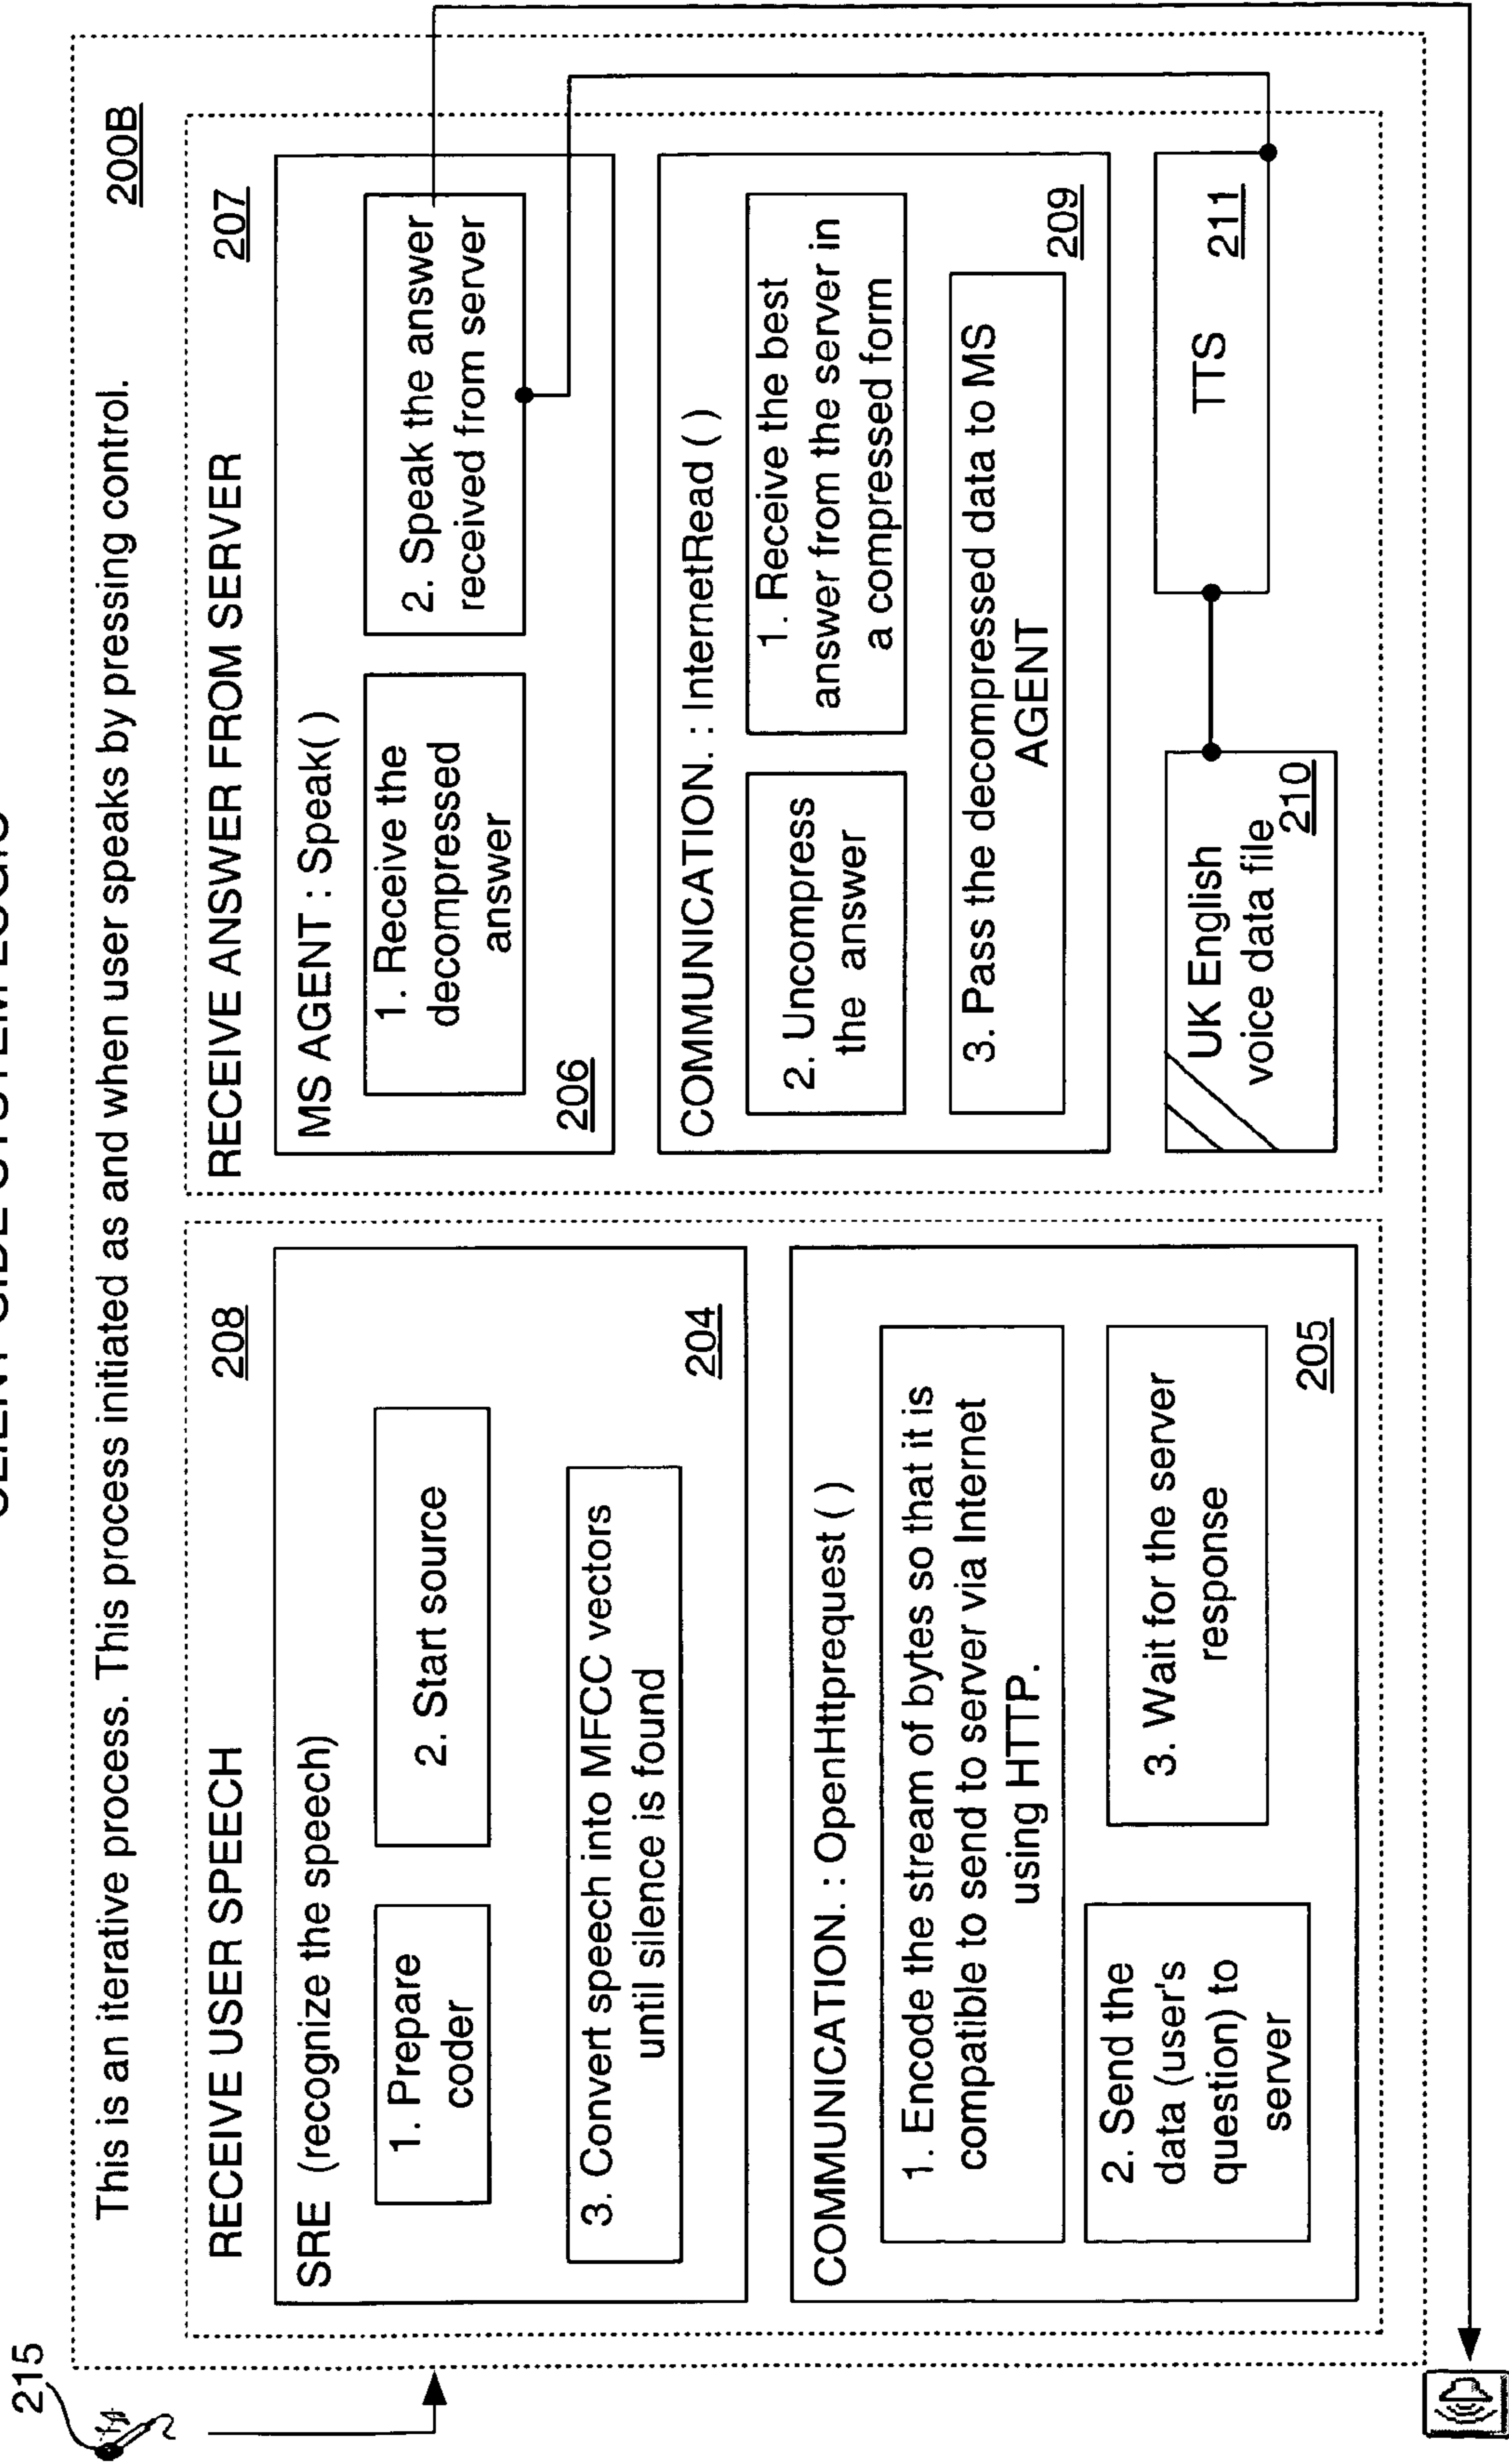 215
This is an iterative process. This process initiated as and when user speaks by pressing control.
200B
RECEIVE USER SPEECH
208
SRE (recognize the speech)
1. Prepare
coder
2. Start source
3. Convert speech into MFCC vectors
until silence is found
204
COMMUNICATION. : OpenHttprequest ( )
1. Encode the stream of bytes so that it is
compatible to send to server via Internet
using HTTP.
2. Send the
data (user's
question) to
server
3. Wait for the server
response
205
RECEIVE ANSWER FROM SERVER
207
MS AGENT : Speak( )
1. Receive the
decompressed
answer
2. Speak the answer
received from server
206
COMMUNICATION. : InternetRead ( )
2. Uncompress
the answer
1. Receive the best
answer from the server in
a compressed form
3. Pass the decompressed data to MS
AGENT
209
UK English
voice data file
210
TTS
211